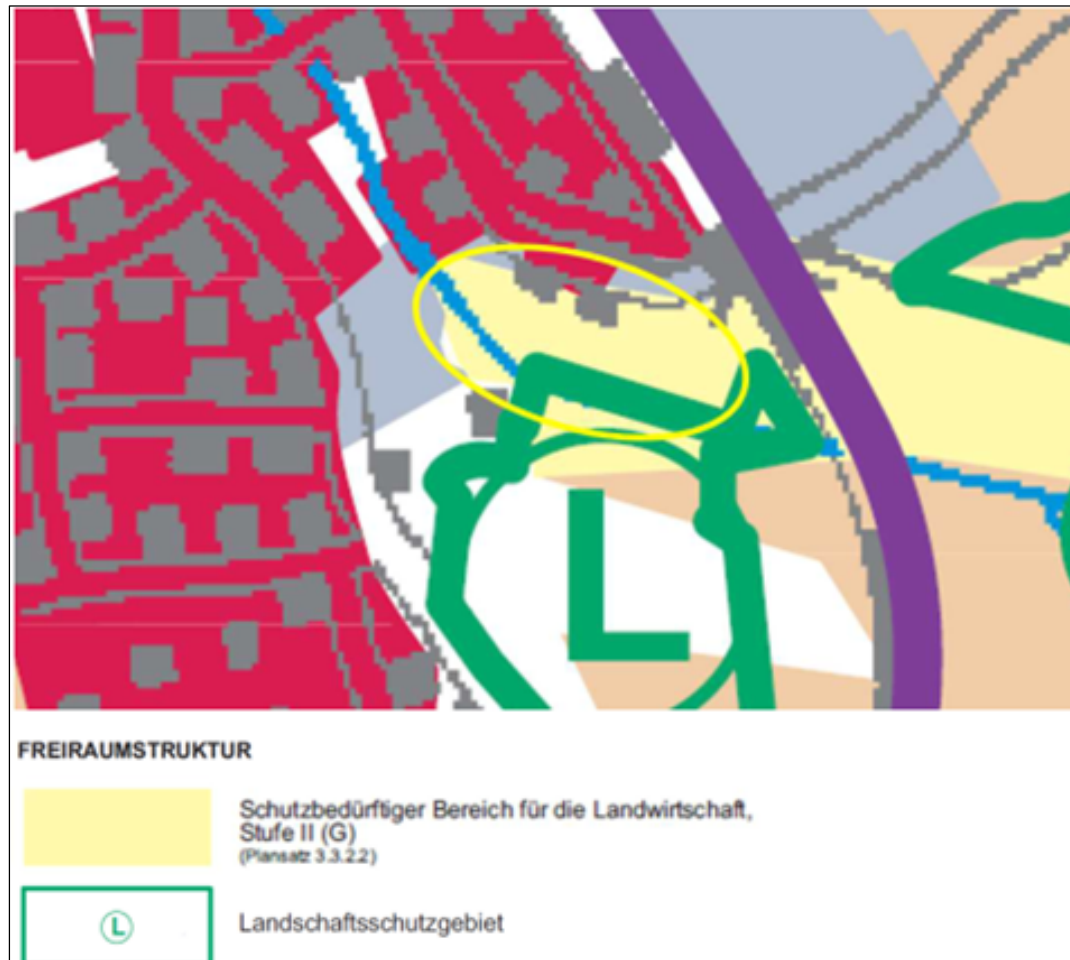 L
FREIRAUMSTRUKTUR
Schutzbedürftiger Bereich für die Landwirtschaft,
Stufe II (G)
(Plansatz 3.3.2.2)
L
Landschaftsschutzgebiet